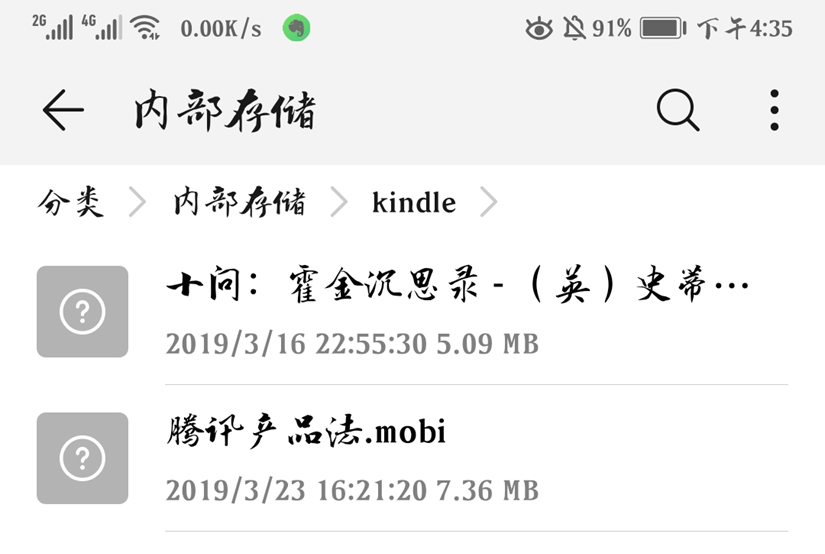 2G 4G 0.00K/s 91% 下午4:35
内部存储
分类 内部存储 kindle
十问：霍金沉思录 - （英）史蒂…
2019/3/16 22:55:30 5.09 MB
腾讯产品法.mobi
2019/3/23 16:21:20 7.36 MB